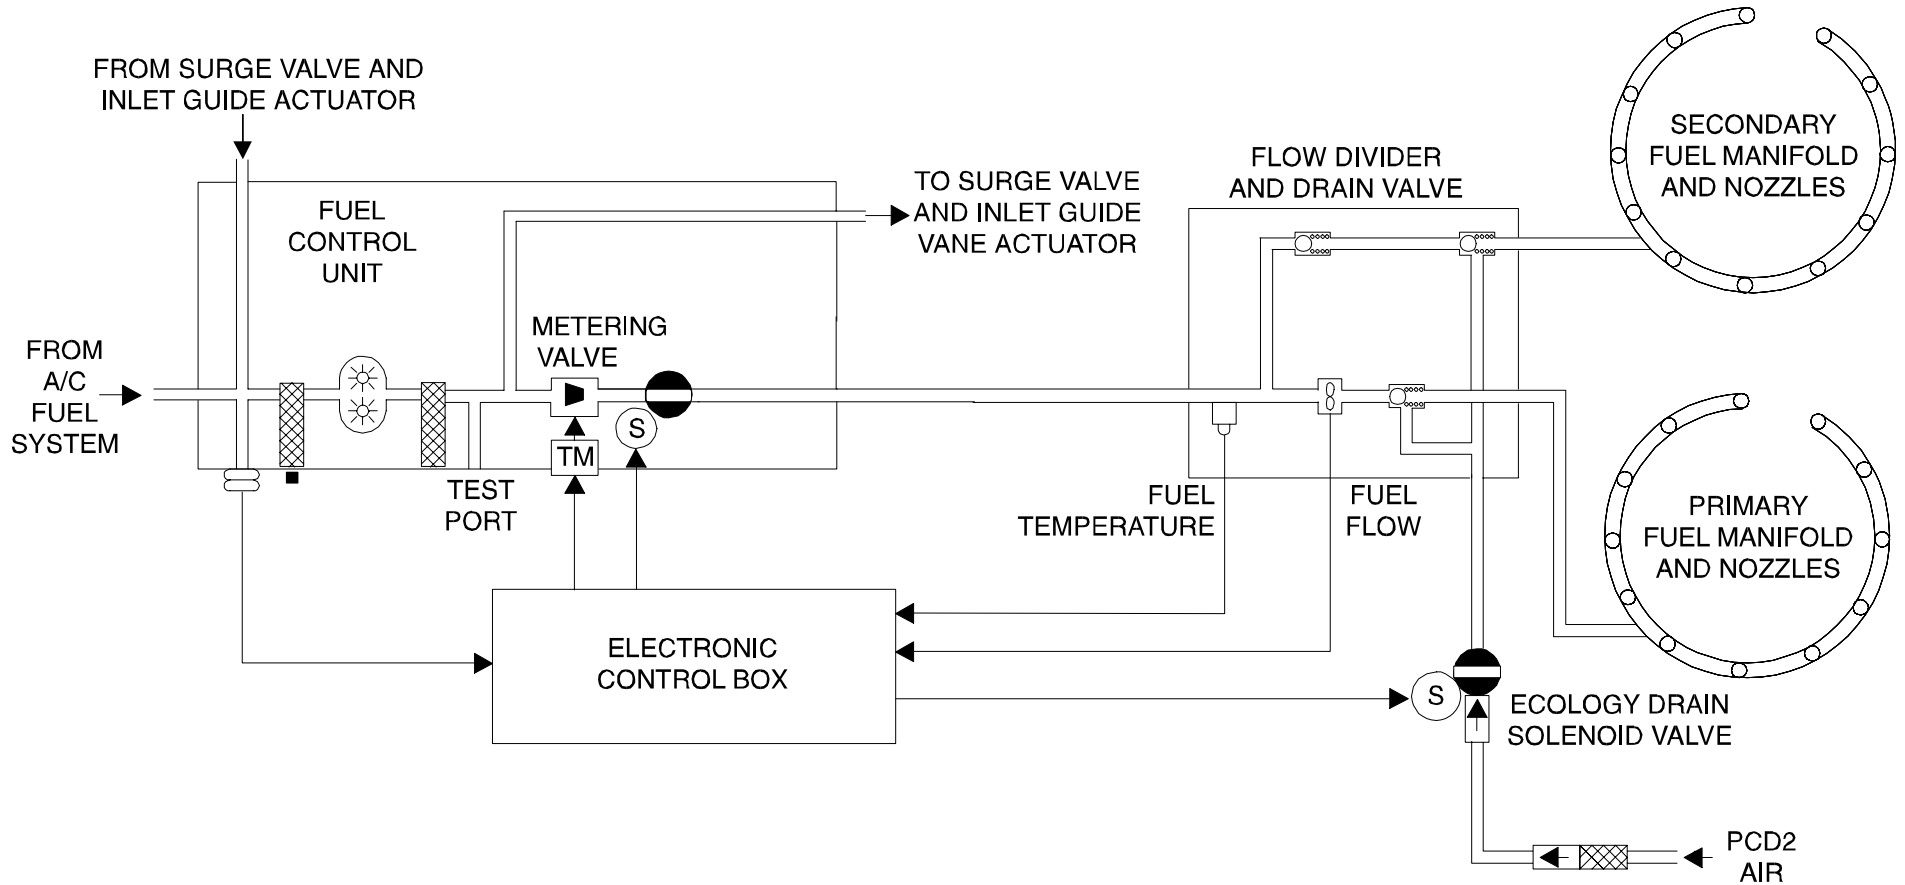 FROM SURGE VALVE AND
INLET GUIDE ACTUATOR
FUEL
CONTROL
UNIT
TO SURGE VALVE
AND INLET GUIDE
VANE ACTUATOR
FLOW DIVIDER
AND DRAIN VALVE
SECONDARY
FUEL MANIFOLD
AND NOZZLES
FROM
A/C
FUEL
SYSTEM
METERING
VALVE
S
TM
TEST
PORT
FUEL
TEMPERATURE
FUEL
FLOW
PRIMARY
FUEL MANIFOLD
AND NOZZLES
ELECTRONIC
CONTROL BOX
S
ECOLOGY DRAIN
SOLENOID VALVE
PCD2
AIR